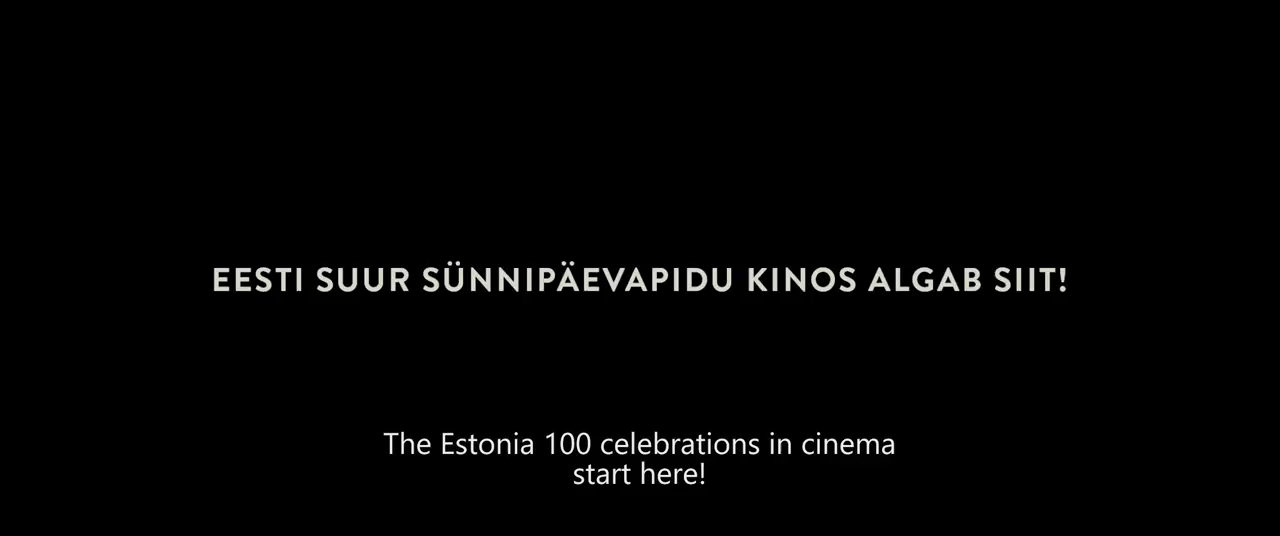 EESTI SUUR SÜNNIPÄEVAPIDU KINOS ALGAB SIIT!
The Estonia 100 celebrations in cinema
start here!